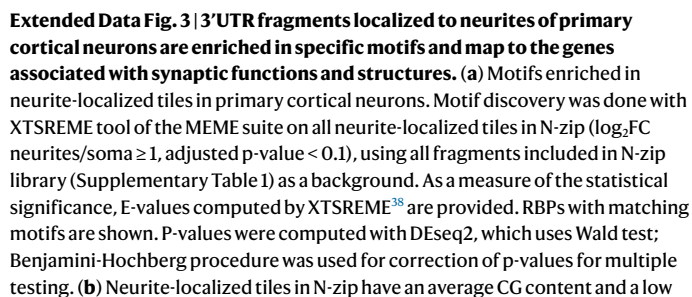 Extended Data Fig. 3 | 3’UTR fragments localized to neurites of primary
cortical neurons are enriched in specific motifs and map to the genes
associated with synaptic functions and structures. (a) Motifs enriched in
neurite-localized tiles in primary cortical neurons. Motif discovery was done with
XTSREME tool of the MEME suite on all neurite-localized tiles in N-zip (log₂FC
neurites/soma ≥ 1, adjusted p-value < 0.1), using all fragments included in N-zip
library (Supplementary Table 1) as a background. As a measure of the statistical
significance, E-values computed by XTSREME³⁸ are provided. RBPs with matching
motifs are shown. P-values were computed with DEseq2, which uses Wald test;
Benjamini-Hochberg procedure was used for correction of p-values for multiple
testing. (b) Neurite-localized tiles in N-zip have an average CG content and a low